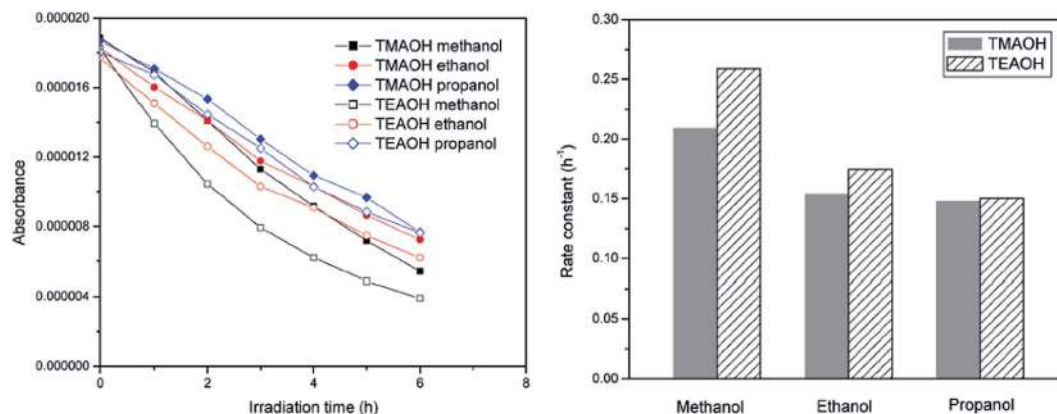 0.000020
0.000016
0.000012
0.000008
0.000004
0.000000
Absorbance
TMAOH methanol
TMAOH ethanol
TMAOH propanol
TEAOH methanol
TEAOH ethanol
TEAOH propanol
0 2 4 6 8
Irradiation time (h)
0.30
0.25
0.20
0.15
0.10
0.05
0.00
Rate constant (h⁻¹)
TMAOH
TEAOH
Methanol Ethanol Propanol